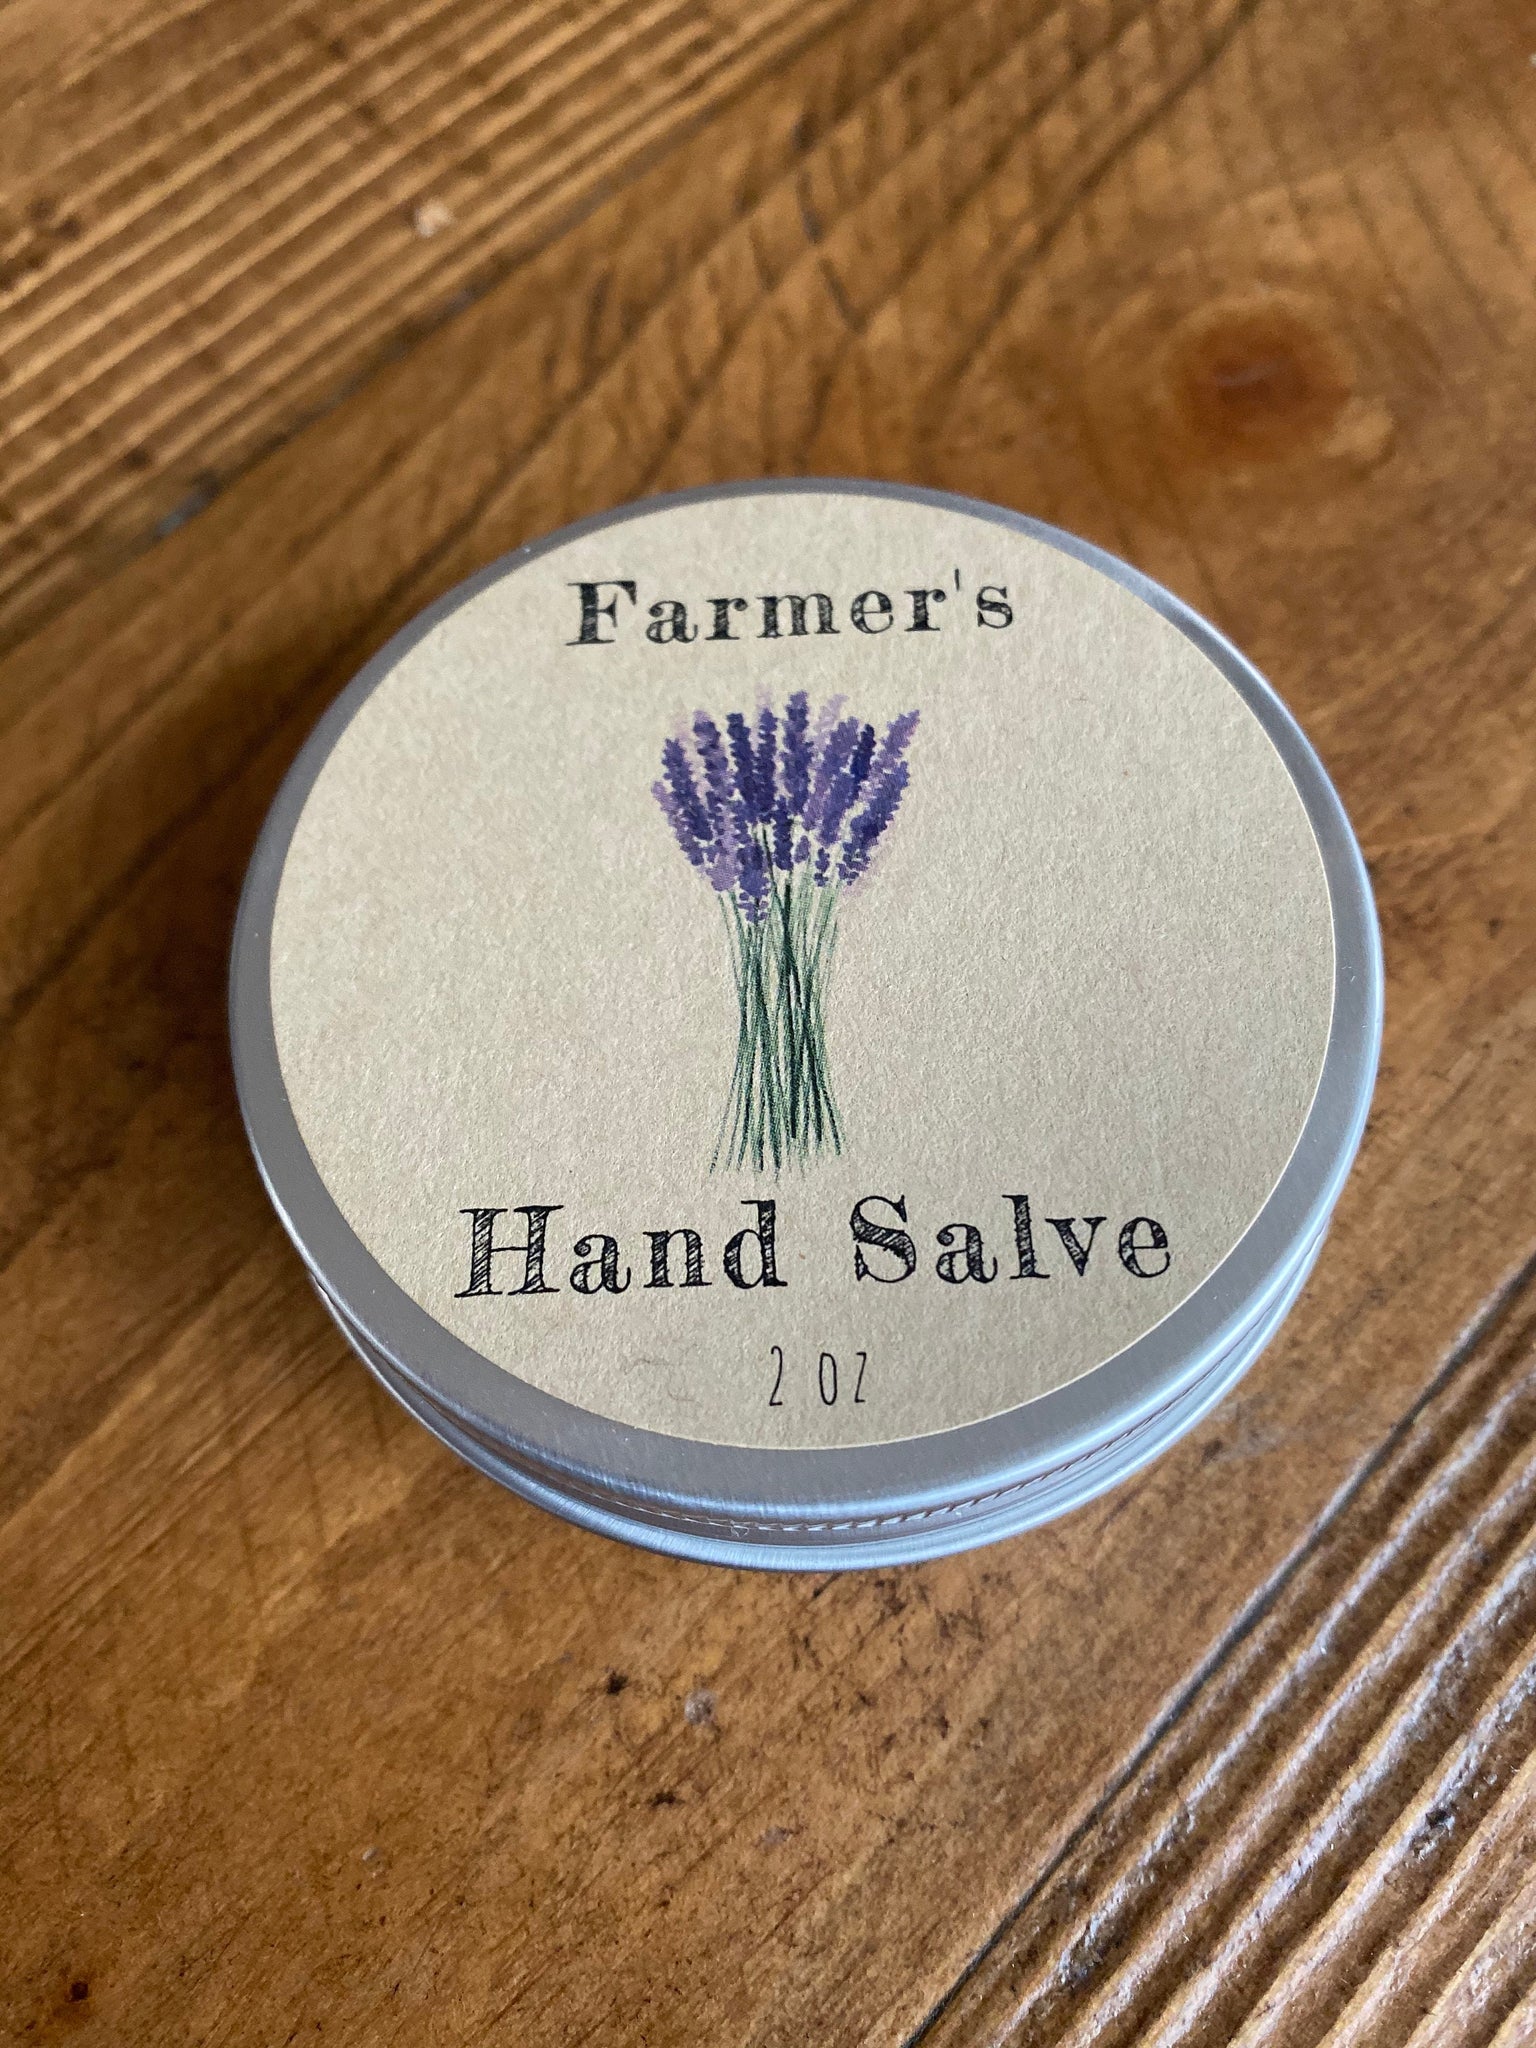 Farmer's
Hand Salve
2 OZ